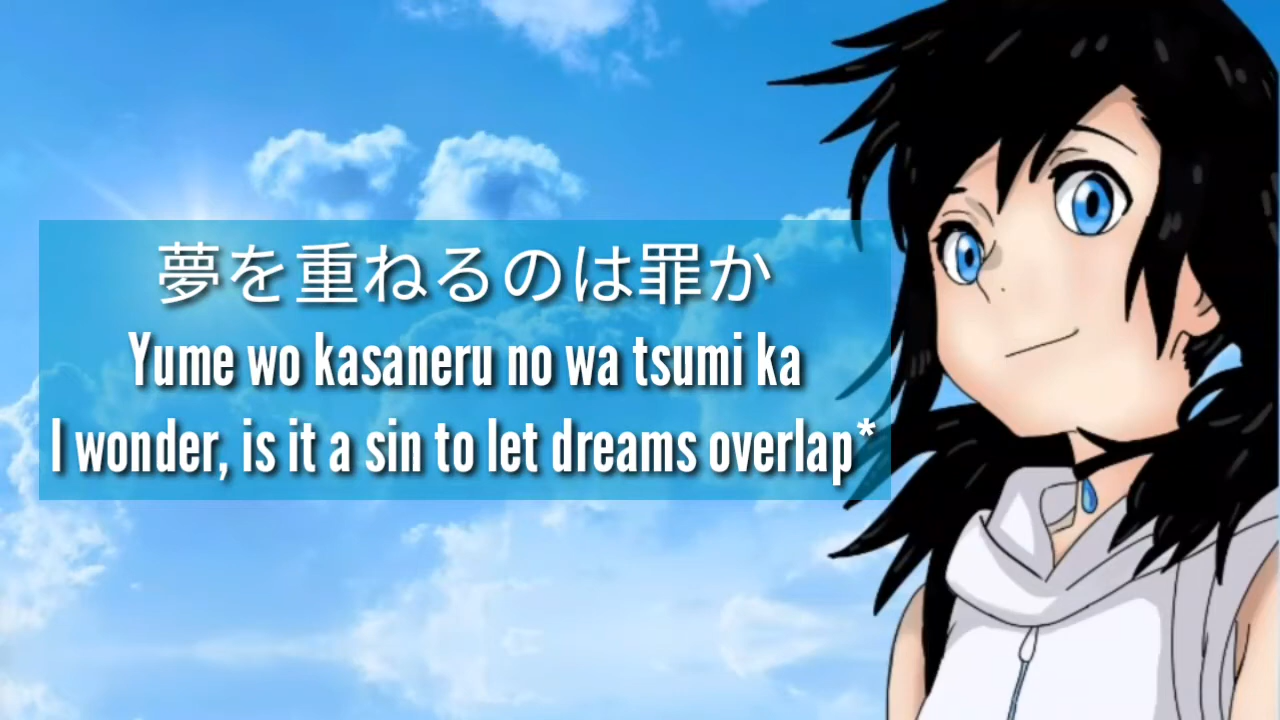 夢を重ねるのは罪か
Yume wo kasaneru no wa tsumi ka
I wonder, is it a sin to let dreams overlap*